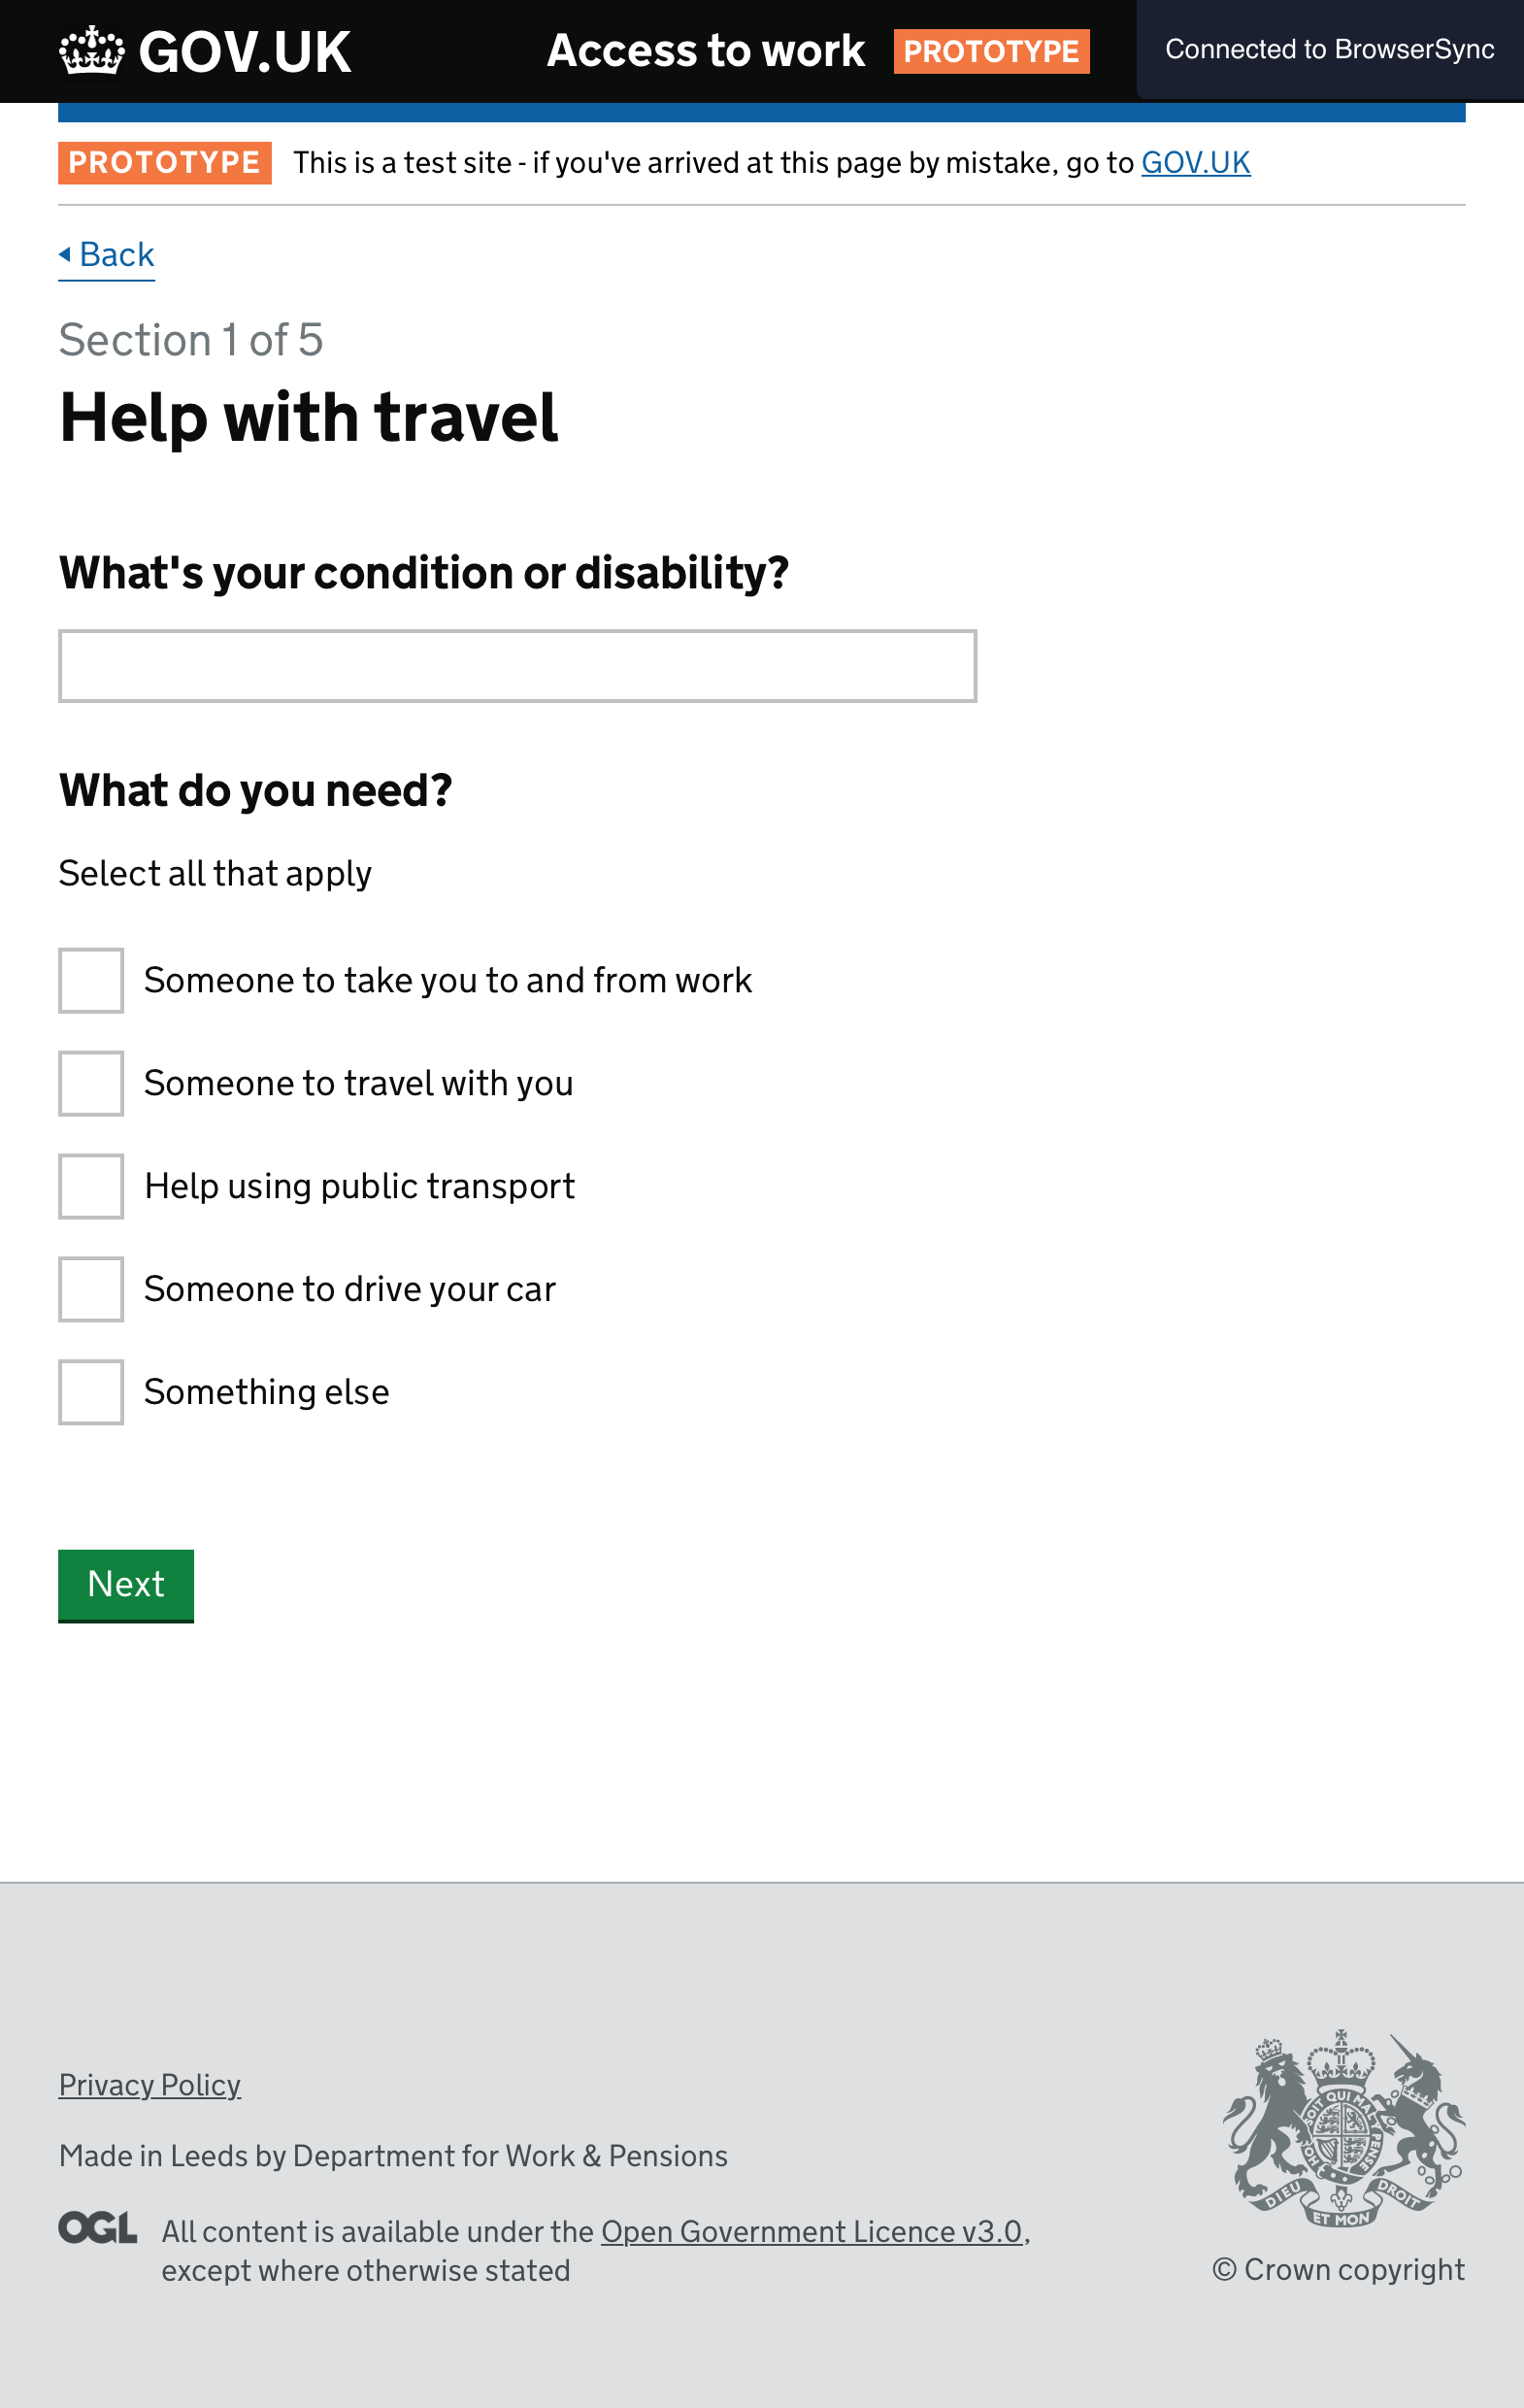 GOV.UK
Access to work PROTOTYPE
Connected to BrowserSync
PROTOTYPE This is a test site - if you've arrived at this page by mistake, go to GOV.UK
Back
Section 1 of 5
Help with travel
What's your condition or disability?
What do you need?
Select all that apply
Someone to take you to and from work
Someone to travel with you
Help using public transport
Someone to drive your car
Something else
Next
Privacy Policy
Made in Leeds by Department for Work & Pensions
OGL All content is available under the Open Government Licence v3.0,
except where otherwise stated
SOIT QUI MAL Y PENSE
HON
DIEU ET MON DROIT
© Crown copyright